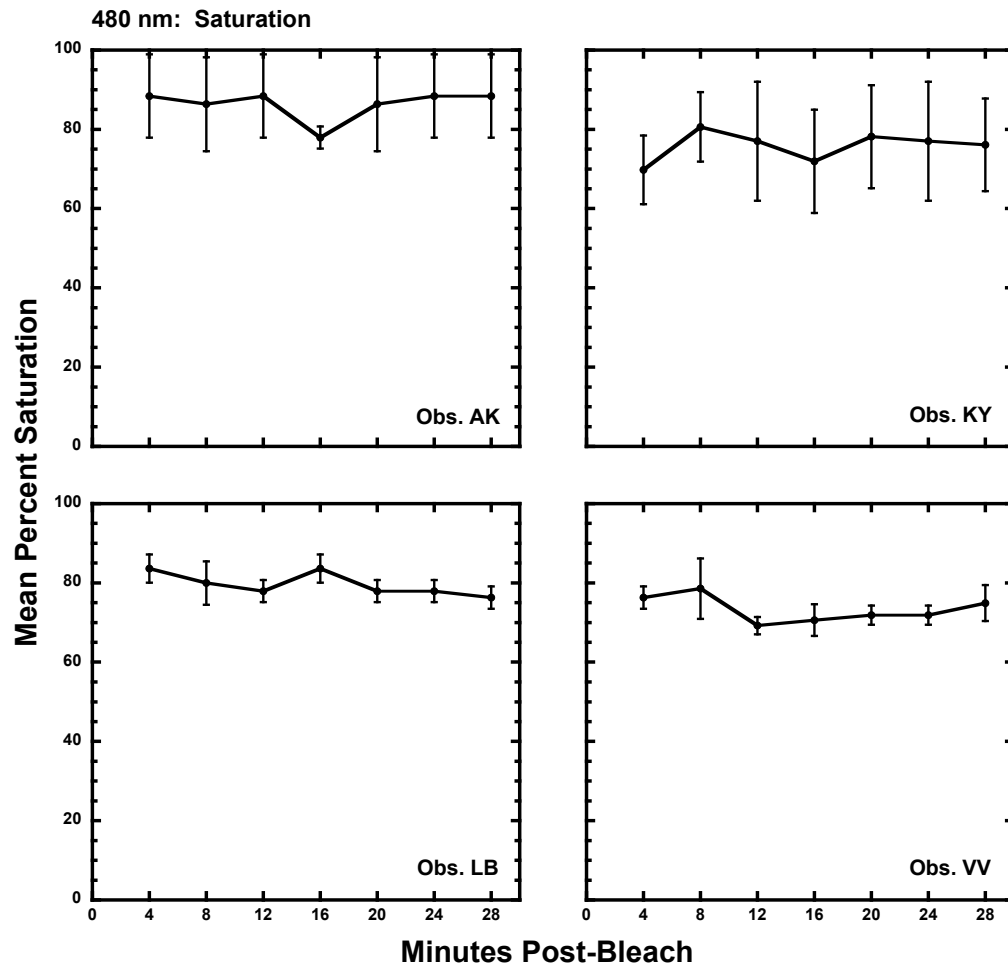 480 nm: Saturation
100
80
60
40
20
0
Obs. AK
Obs. KY
Mean Percent Saturation
100
80
60
40
20
0
Obs. LB
Obs. VV
0 4 8 12 16 20 24 28
0 4 8 12 16 20 24 28
Minutes Post-Bleach